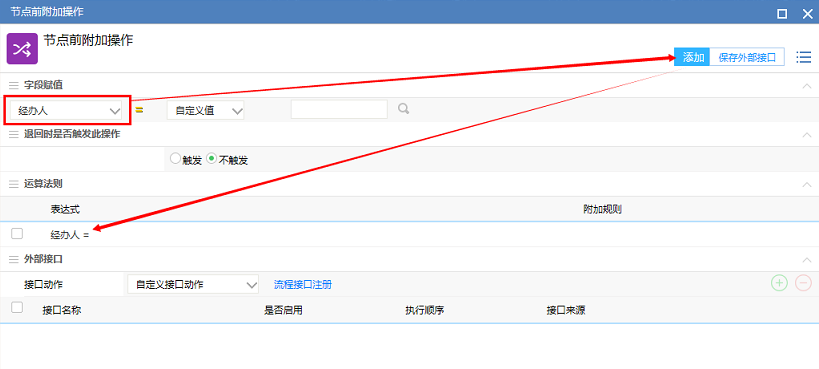 节点前附加操作
节点前附加操作
添加 保存外部接口
字段赋值
经办人 = 自定义值
退回时是否触发此操作
触发 不触发
运算法则
表达式 附加规则
经办人 =
外部接口
接口动作 自定义接口动作 流程接口注册
接口名称 是否启用 执行顺序 接口来源